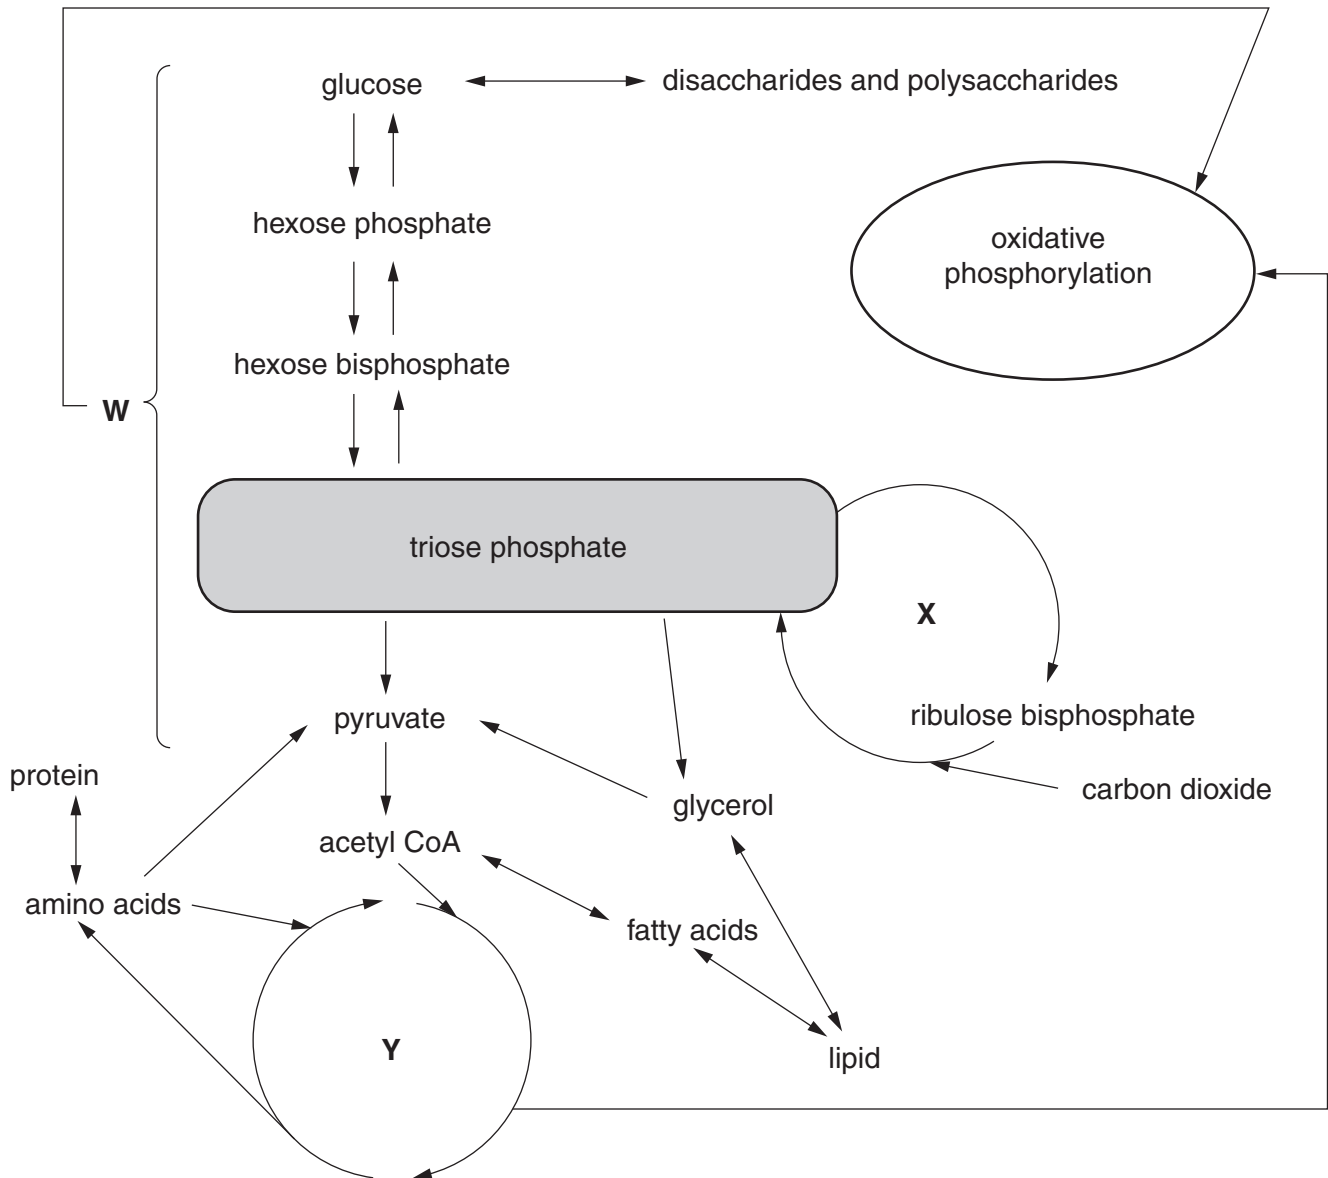 glucose
disaccharides and polysaccharides
hexose phosphate
oxidative
phosphorylation
hexose bisphosphate
W
triose phosphate
X
pyruvate
ribulose bisphosphate
protein
carbon dioxide
glycerol
acetyl CoA
amino acids
fatty acids
Y
lipid